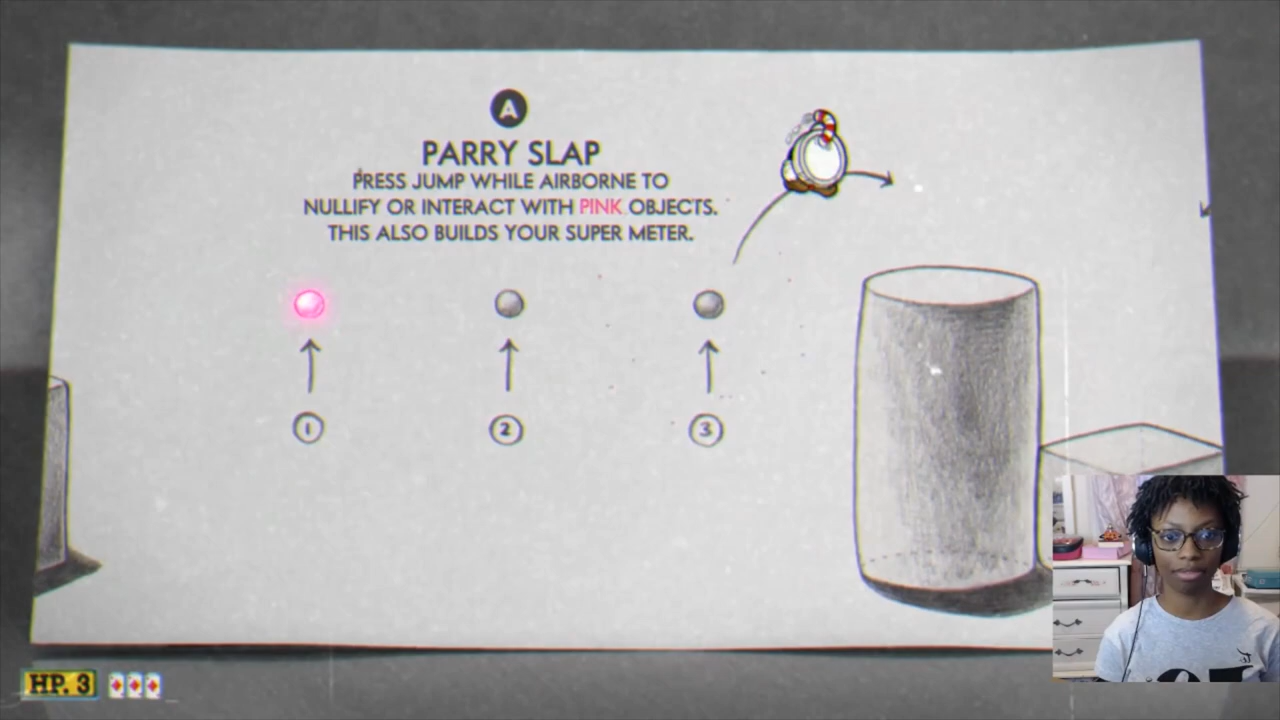 A
PARRY SLAP
PRESS JUMP WHILE AIRBORNE TO
NULLIFY OR INTERACT WITH PINK OBJECTS.
THIS ALSO BUILDS YOUR SUPER METER.
1 2 3
HP. 3